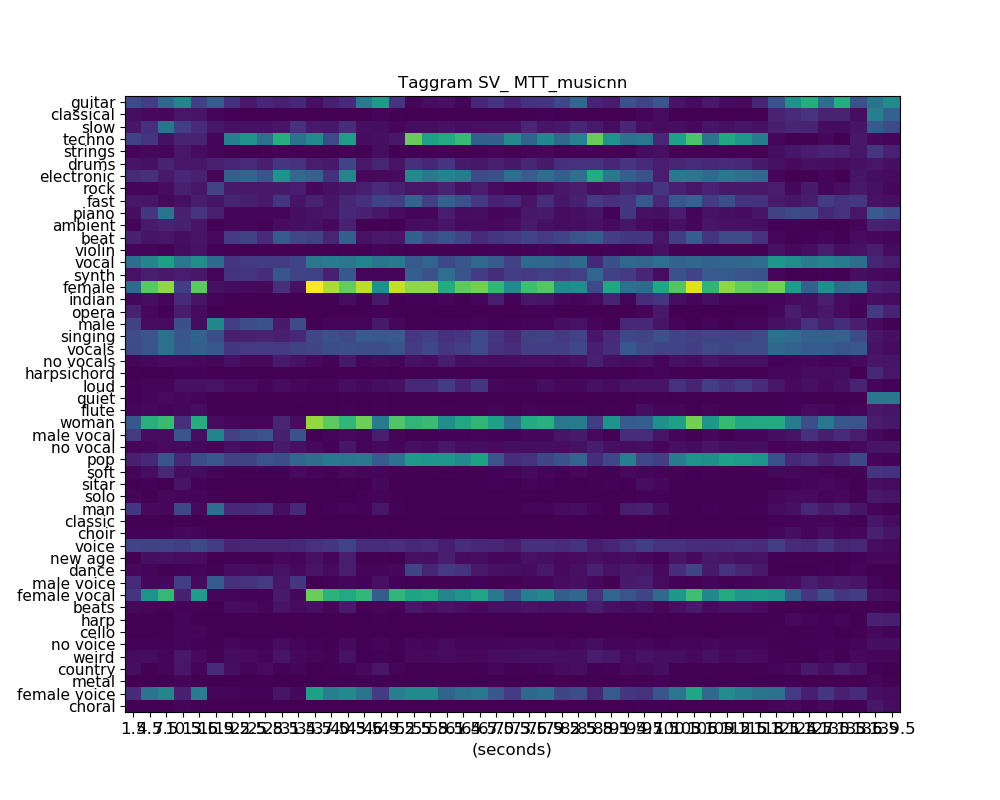 Taggram SV_ MTT_musicnn
guitar
classical
slow
techno
strings
drums
electronic
rock
fast
piano
ambient
beat
violin
vocal
synth
female
indian
opera
male
singing
vocals
no vocals
harpsichord
loud
quiet
flute
woman
male vocal
no vocal
pop
soft
sitar
solo
man
classic
choir
voice
new age
dance
male voice
female vocal
beats
harp
cello
no voice
weird
country
metal
female voice
choral
(seconds)